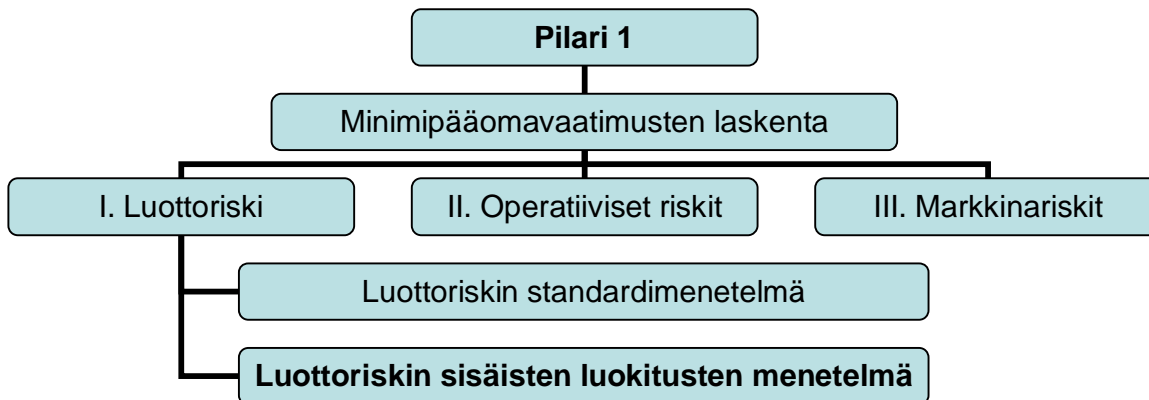 Pilari 1
Minimipääomavaatimusten laskenta
I. Luottoriski
II. Operatiiviset riskit
III. Markkinariskit
Luottoriskin standardimenetelmä
Luottoriskin sisäisten luokitusten menetelmä